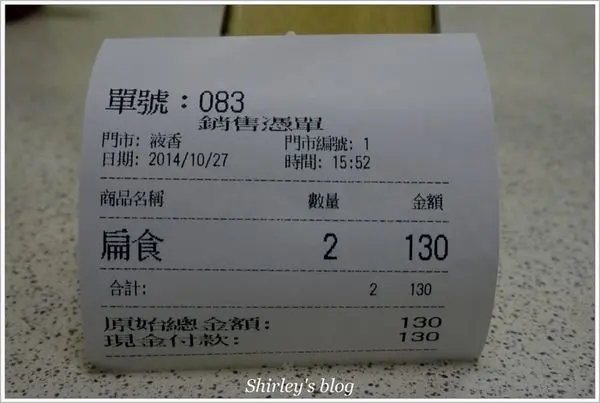 單號：083
銷售憑單
門市: 液香 門市編號: 1
日期: 2014/10/27 時間: 15:52
商品名稱 數量 金額
扁食 2 130
合計: 2 130
原始總金額: 130
現金付款: 130
Shirley's blog